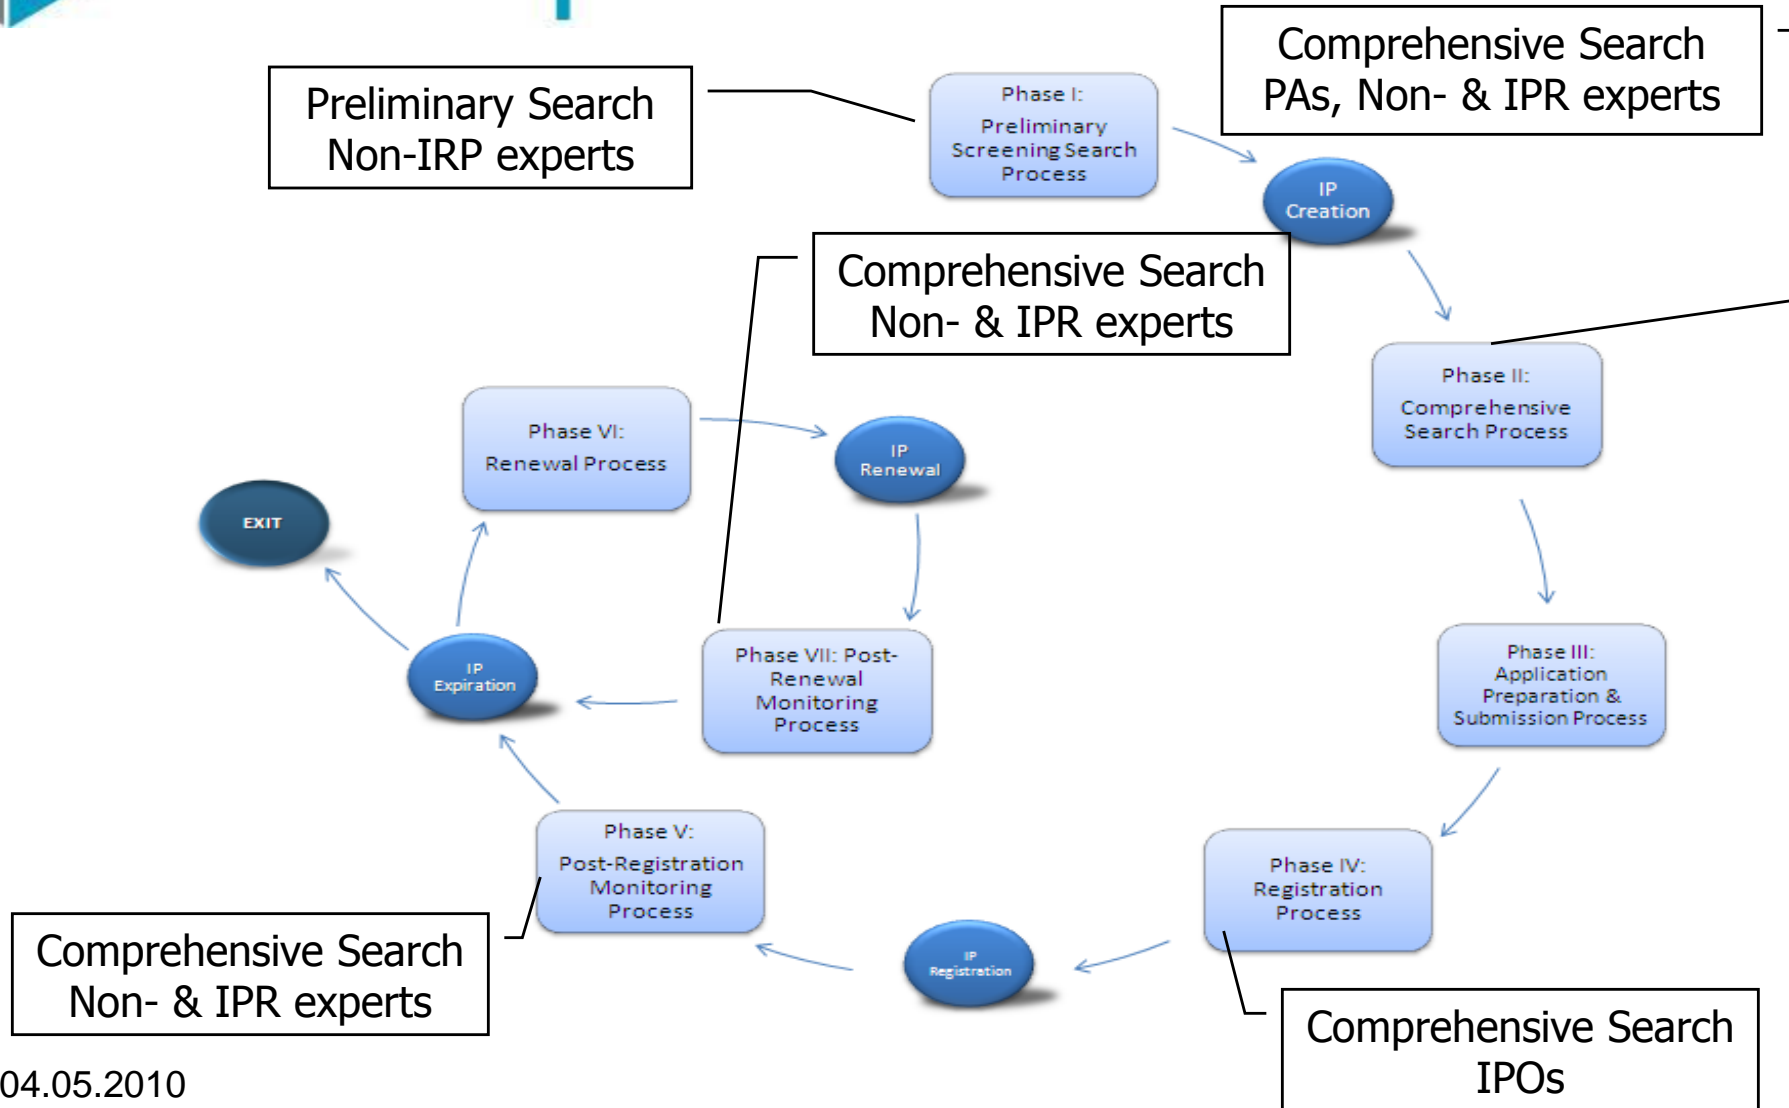 Comprehensive Search
PAs, Non- & IPR experts
Preliminary Search
Non-IRP experts
Phase I:
Preliminary
Screening Search
Process
IP
Creation
Comprehensive Search
Non- & IPR experts
Phase II:
Comprehensive
Search Process
Phase VI:
Renewal Process
IP
Renewal
EXIT
IP
Expiration
Phase VII: Post-
Renewal
Monitoring
Process
Phase III:
Application
Preparation &
Submission Process
Phase V:
Post-Registration
Monitoring
Process
Phase IV:
Registration
Process
IP
Registration
Comprehensive Search
Non- & IPR experts
Comprehensive Search
IPOs
04.05.2010